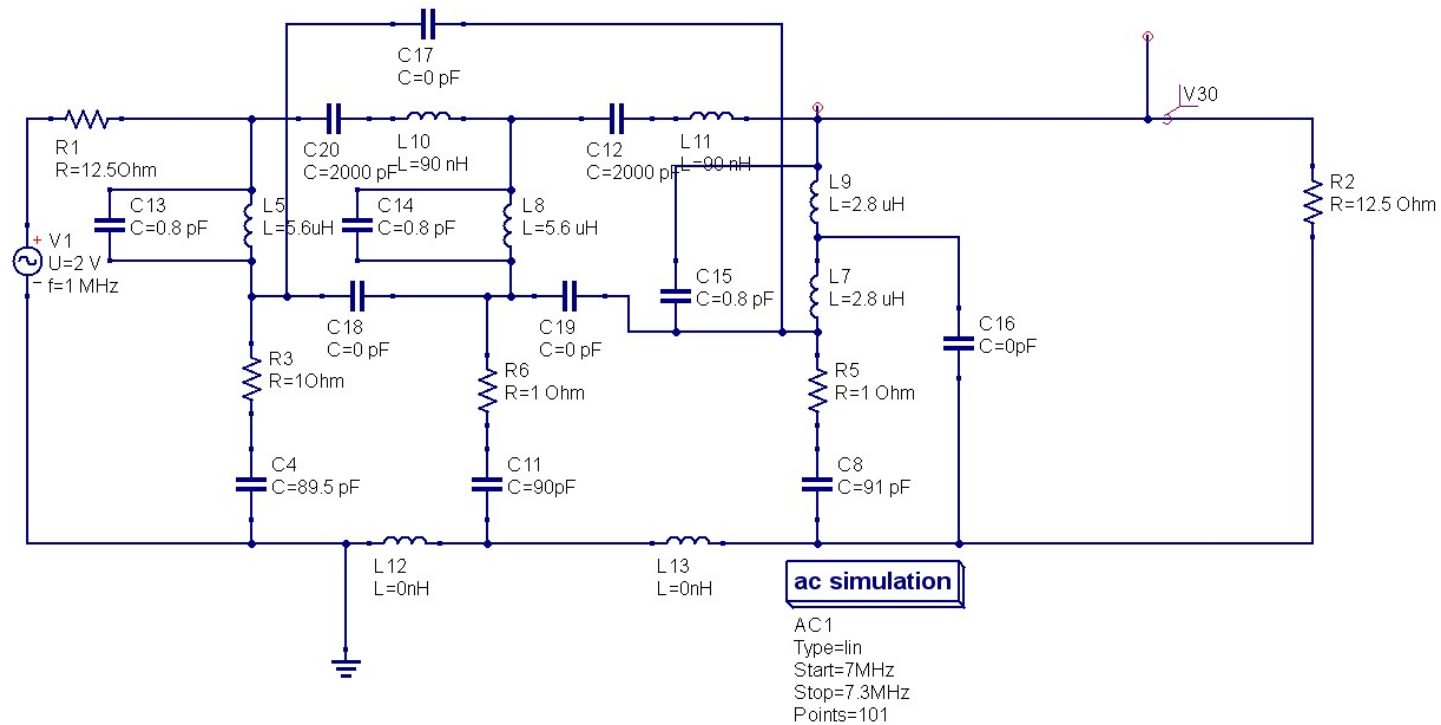 C17
C=0 pF
V30
R1
R=12.5Ohm
C20
C=2000 pF
L10
L=90 nH
C12
C=2000 pF
L11
L=90 nH
C13
C=0.8 pF
L5
L=5.6uH
C14
C=0.8 pF
L8
L=5.6 uH
L9
L=2.8 uH
R2
R=12.5 Ohm
+
V1
U=2 V
f=1 MHz
–
C18
C=0 pF
C19
C=0 pF
C15
C=0.8 pF
L7
L=2.8 uH
C16
C=0pF
R3
R=1Ohm
R6
R=1 Ohm
R5
R=1 Ohm
C4
C=89.5 pF
C11
C=90pF
C8
C=91 pF
L12
L=0nH
L13
L=0nH
ac simulation
AC1
Type=lin
Start=7MHz
Stop=7.3MHz
Points=101